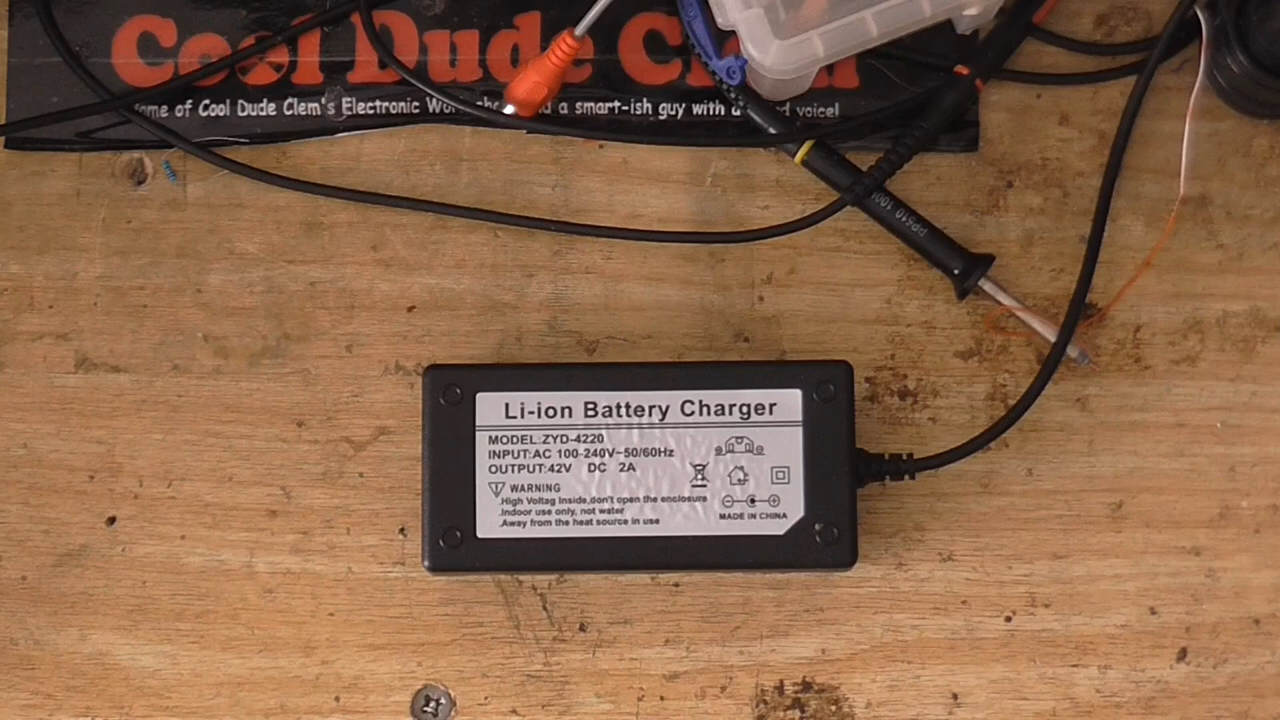 Cool Dude Cl
ome of Cool Dude Clem's Electronic a smart-ish guy with a voice!
PP510 100
Li-ion Battery Charger
MODEL:ZYD-4220
INPUT:AC 100-240V~50/60Hz
OUTPUT:42V DC 2A
WARNING
.High Voltag Inside,don't open the enclosure
.Indoor use only, not water
.Away from the heat source in use
MADE IN CHINA